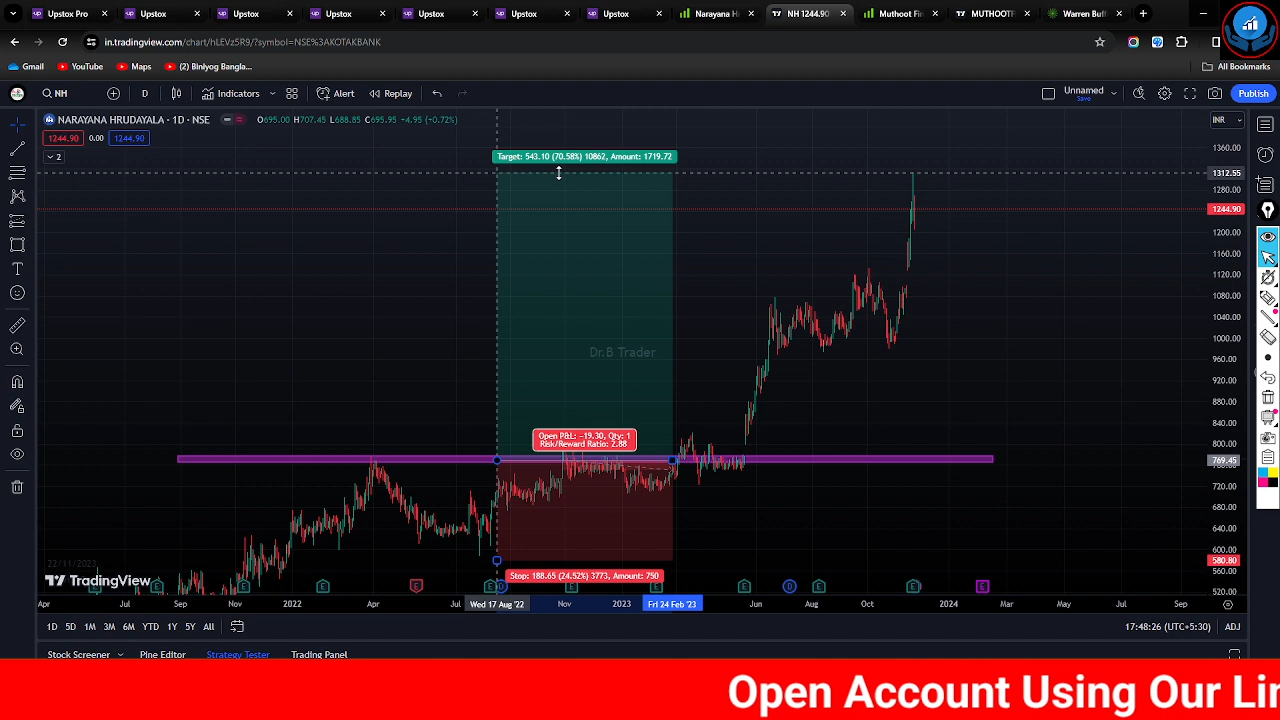 Upstox Pro
Upstox
Upstox
Upstox
Upstox
Upstox
Upstox
Narayana H
NH 1244.90
Muthoot Fin
MUTHOOTF
Warren Buff
in.tradingview.com/chart/hLEVz5R9/?symbol=NSE%3AKOTAKBANK
Gmail
YouTube
Maps
(2) Biniyog Bangla...
All Bookmarks
NH
D
Indicators
Alert
Replay
Unnamed
Save
Publish
NARAYANA HRUDAYALA · 1D · NSE
O695.00 H707.45 L688.85 C695.95 −4.95 (−0.72%)
INR
1244.90
0.00
1244.90
2
Target: 543.10 (70.58%) 10862, Amount: 1719.72
1360.00
1312.55
1280.00
1244.90
1200.00
1160.00
1120.00
1080.00
1040.00
1000.00
960.00
920.00
880.00
840.00
800.00
769.45
720.00
680.00
640.00
600.00
580.80
560.00
520.00
Dr.B Trader
Open P&L: −19.30, Qty: 1
Risk/Reward Ratio: 2.88
Stop: 188.65 (24.52%) 3773, Amount: 750
22/11/2023
TradingView
Apr
Jul
Sep
Nov
2022
Apr
Jul
Wed 17 Aug '22
Nov
2023
Fri 24 Feb '23
Jun
Aug
Oct
2024
Mar
May
Jul
Sep
1D
5D
1M
3M
6M
YTD
1Y
5Y
All
17:48:26 (UTC+5:30)
ADJ
Stock Screener
Pine Editor
Strategy Tester
Trading Panel
Open Account Using Our Lin